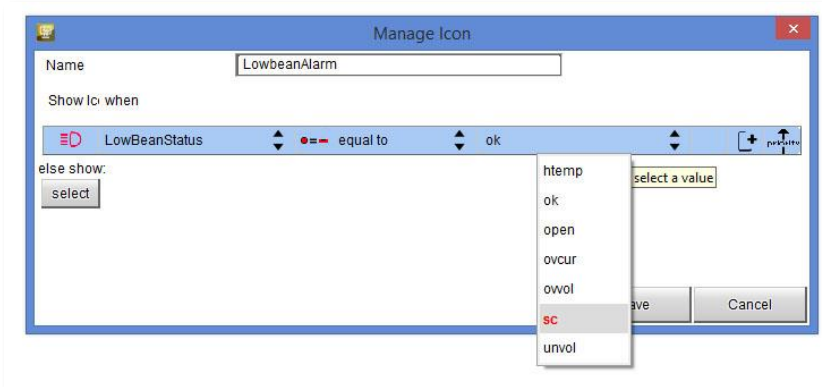 Manage Icon
Name
LowbeanAlarm
Show Ic when
LowBeanStatus
equal to
ok
priority
else show:
select
htemp
select a value
ok
open
ovcur
ovvol
sc
ave
Cancel
unvol